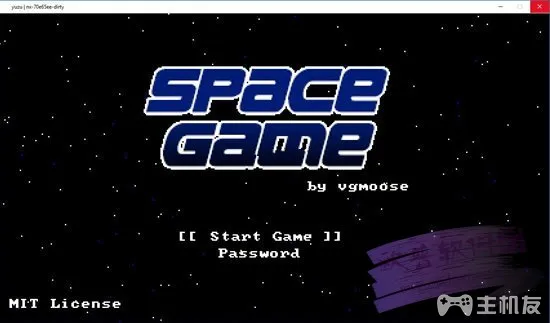 yuzu | nx-70e65ee-dirty
SPACE
GAME
by vgmoose
[[ Start Game ]]
Password
MIT License
主机友